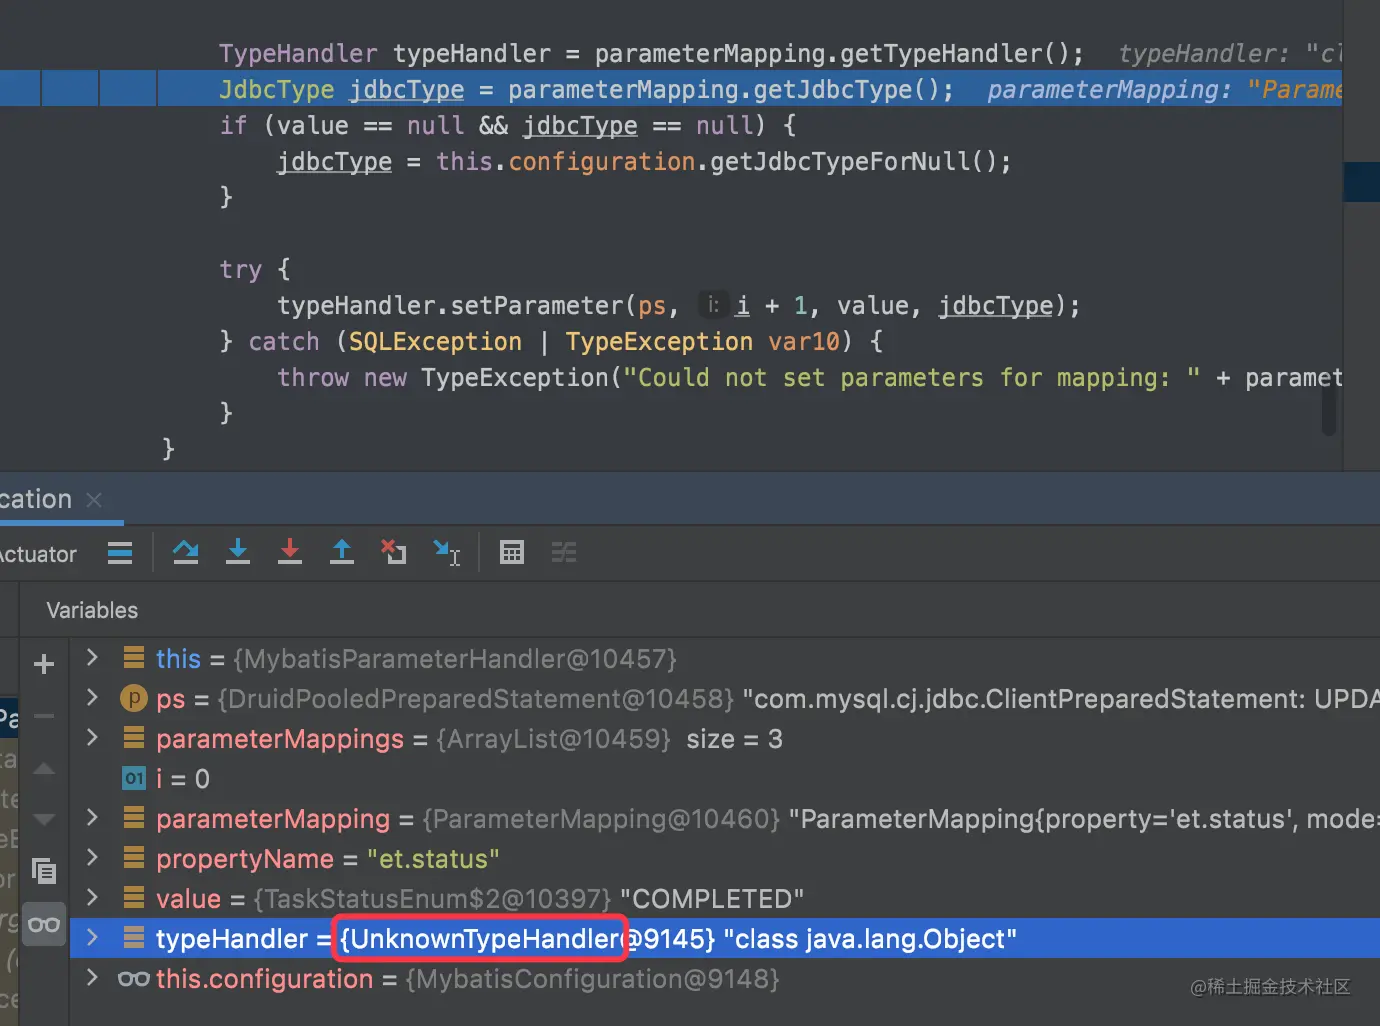 TypeHandler typeHandler = parameterMapping.getTypeHandler();  typeHandler: "cl
JdbcType jdbcType = parameterMapping.getJdbcType();  parameterMapping: "Parame
if (value == null && jdbcType == null) {
jdbcType = this.configuration.getJdbcTypeForNull();
}
try {
typeHandler.setParameter(ps, i: i + 1, value, jdbcType);
} catch (SQLException | TypeException var10) {
throw new TypeException("Could not set parameters for mapping: " + paramet
}
}
cation
Actuator
Variables
this = {MybatisParameterHandler@10457}
p ps = {DruidPooledPreparedStatement@10458} "com.mysql.cj.jdbc.ClientPreparedStatement: UPDA
parameterMappings = {ArrayList@10459}  size = 3
01 i = 0
parameterMapping = {ParameterMapping@10460} "ParameterMapping{property='et.status', mode=
propertyName = "et.status"
value = {TaskStatusEnum$2@10397} "COMPLETED"
typeHandler = {UnknownTypeHandler@9145} "class java.lang.Object"
this.configuration = {MybatisConfiguration@9148}
@稀土掘金技术社区